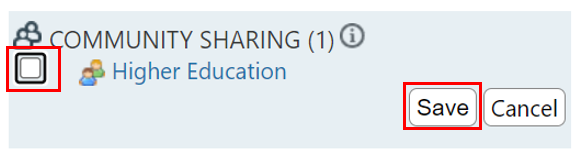 COMMUNITY SHARING (1)
Higher Education
Save Cancel